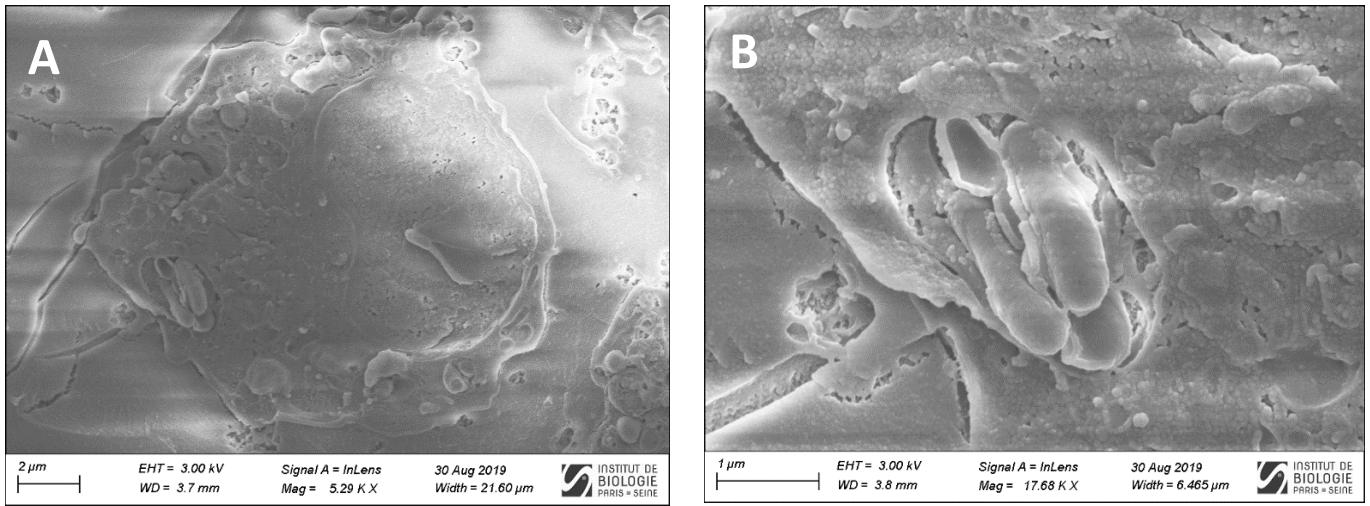 A
2 µm
EHT = 3.00 kV
WD = 3.7 mm
Signal A = InLens
Mag = 5.29 K X
30 Aug 2019
Width = 21.60 µm
INSTITUT DE
BIOLOGIE
PARIS = SEINE
B
1 µm
EHT = 3.00 kV
WD = 3.8 mm
Signal A = InLens
Mag = 17.68 K X
30 Aug 2019
Width = 6.465 µm
INSTITUT DE
BIOLOGIE
PARIS = SEINE